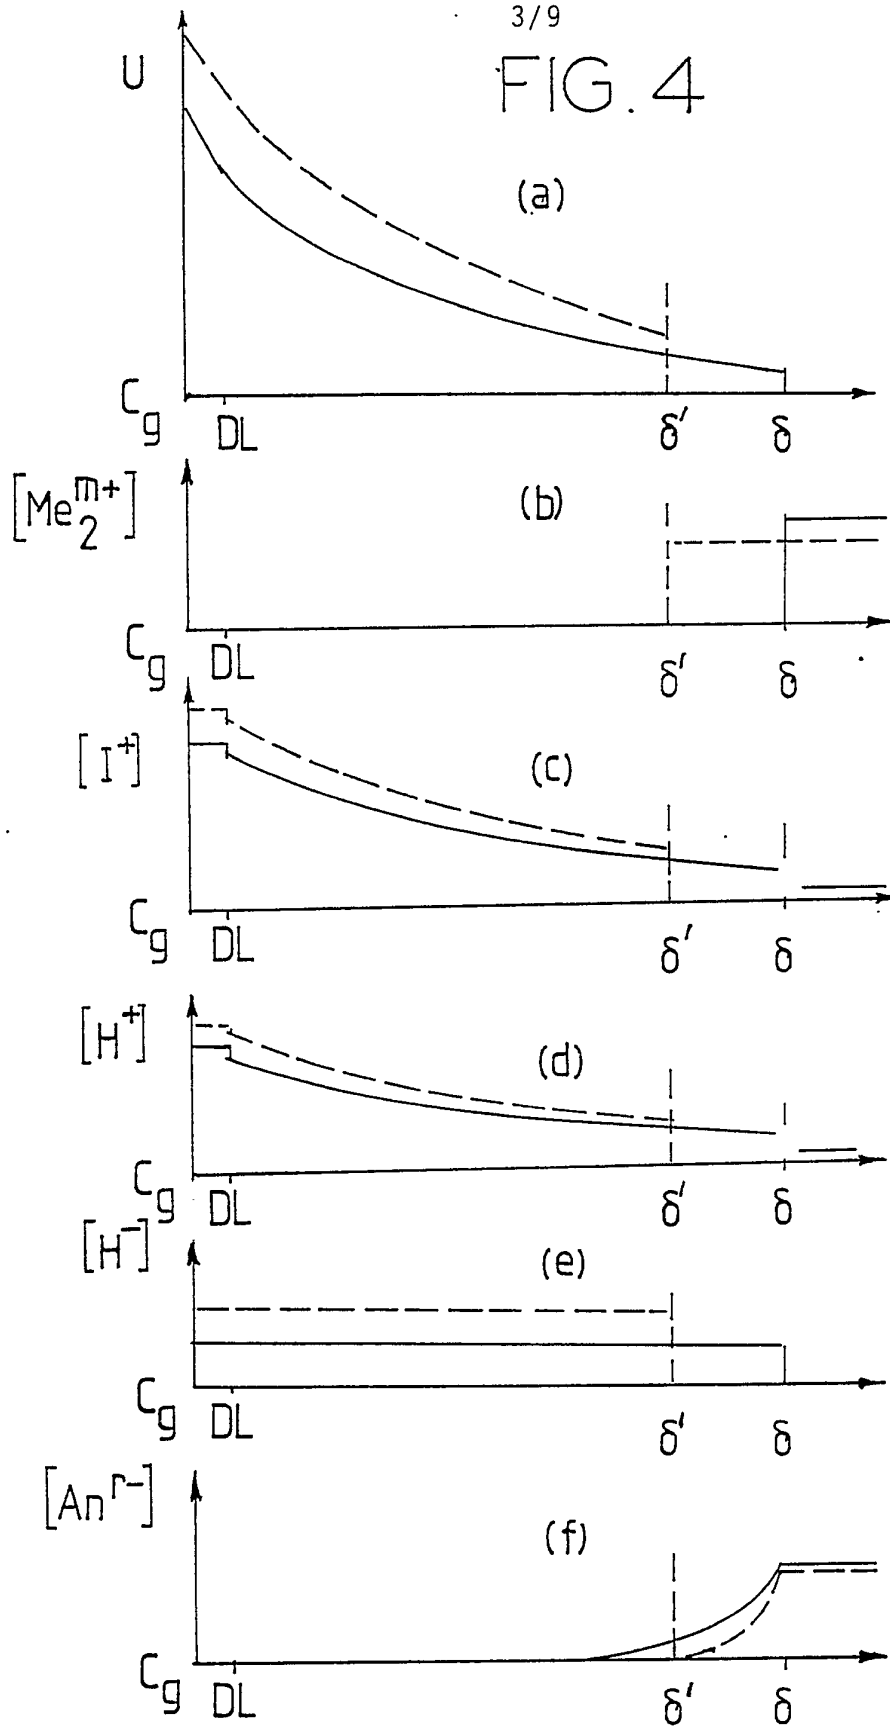 3/9
FIG. 4
U
(a)
Cg DL δ' δ
[Me₂ᵐ⁺]
(b)
Cg DL δ' δ
[I⁺]
(c)
Cg DL δ' δ
[H⁺]
(d)
Cg DL δ' δ
[H⁻]
(e)
Cg DL δ' δ
[Anʳ⁻]
(f)
Cg DL δ' δ